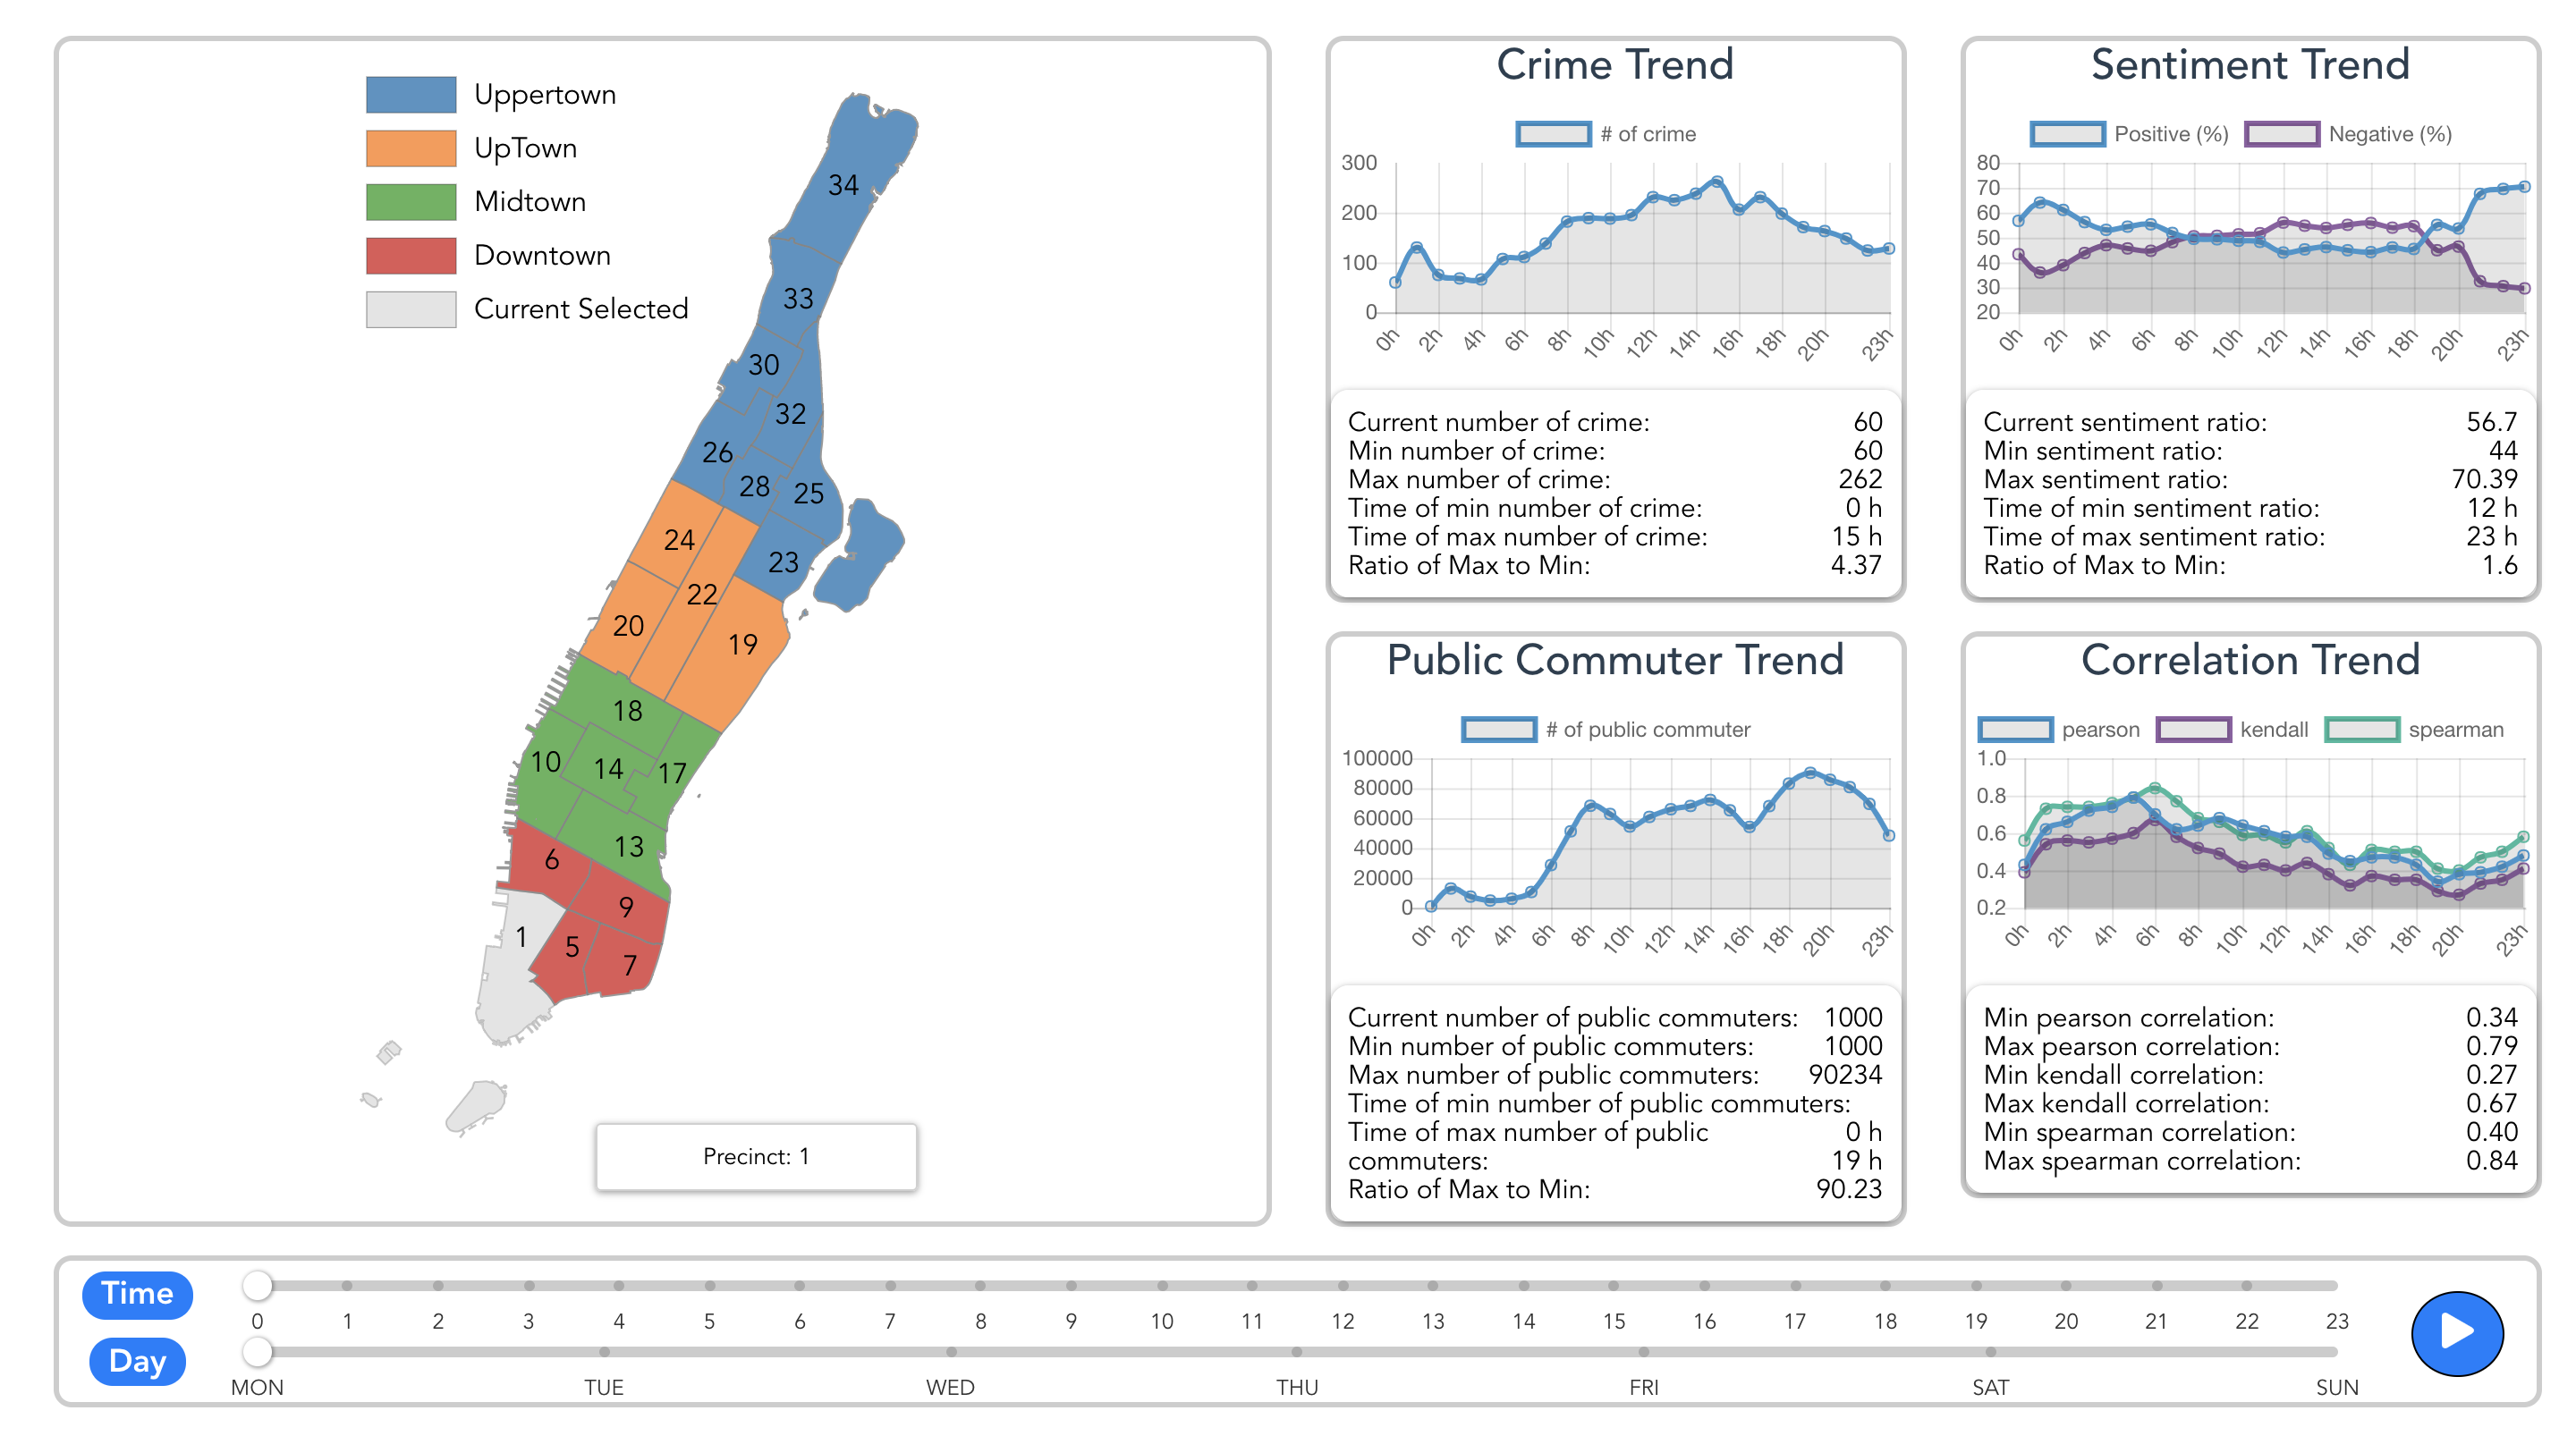 Uppertown
UpTown
Midtown
Downtown
Current Selected
34
33
30
32
26
28
25
24
23
22
20
19
18
10
14
17
13
6
9
1
5
7
Precinct: 1
Crime Trend
# of crime
300
200
100
0
0h 2h 4h 6h 8h 10h 12h 14h 16h 18h 20h 23h
Current number of crime: 60
Min number of crime: 60
Max number of crime: 262
Time of min number of crime: 0 h
Time of max number of crime: 15 h
Ratio of Max to Min: 4.37
Sentiment Trend
Positive (%) Negative (%)
80
70
60
50
40
30
20
0h 2h 4h 6h 8h 10h 12h 14h 16h 18h 20h 23h
Current sentiment ratio: 56.7
Min sentiment ratio: 44
Max sentiment ratio: 70.39
Time of min sentiment ratio: 12 h
Time of max sentiment ratio: 23 h
Ratio of Max to Min: 1.6
Public Commuter Trend
# of public commuter
100000
80000
60000
40000
20000
0
0h 2h 4h 6h 8h 10h 12h 14h 16h 18h 20h 23h
Current number of public commuters: 1000
Min number of public commuters: 1000
Max number of public commuters: 90234
Time of min number of public commuters:
Time of max number of public 0 h
commuters: 19 h
Ratio of Max to Min: 90.23
Correlation Trend
pearson kendall spearman
1.0
0.8
0.6
0.4
0.2
0h 2h 4h 6h 8h 10h 12h 14h 16h 18h 20h 23h
Min pearson correlation: 0.34
Max pearson correlation: 0.79
Min kendall correlation: 0.27
Max kendall correlation: 0.67
Min spearman correlation: 0.40
Max spearman correlation: 0.84
Time
0 1 2 3 4 5 6 7 8 9 10 11 12 13 14 15 16 17 18 19 20 21 22 23
Day
MON TUE WED THU FRI SAT SUN